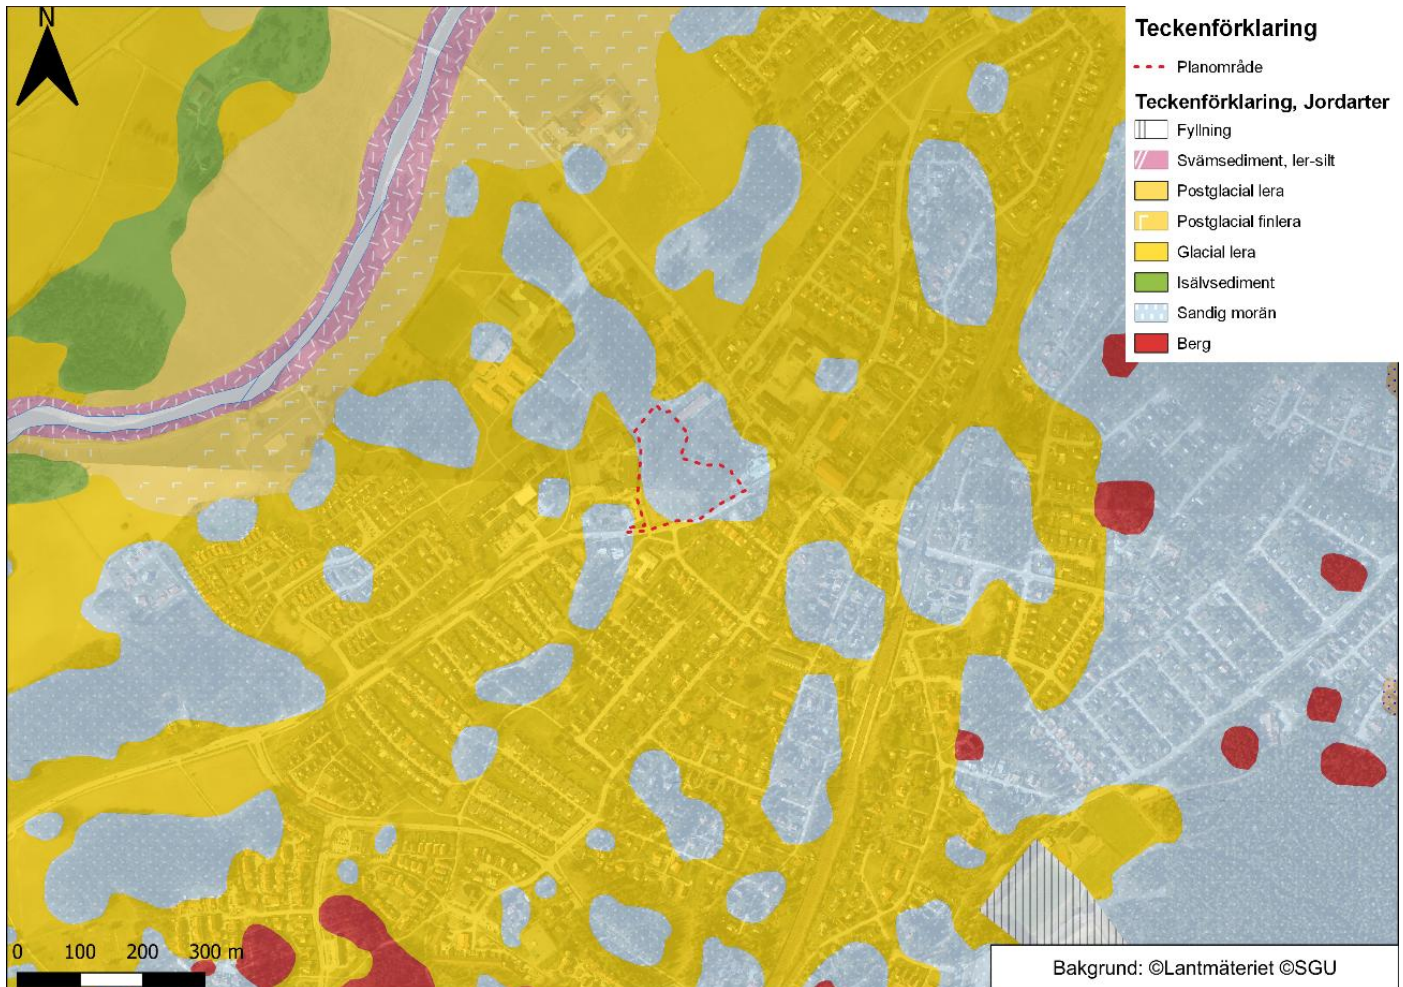 N
Teckenförklaring
Planområde
Teckenförklaring, Jordarter
Fyllning
Svämsediment, ler-silt
Postglacial lera
Postglacial finlera
Glacial lera
Isälvsediment
Sandig morän
Berg
0 100 200 300 m
Bakgrund: ©Lantmäteriet ©SGU